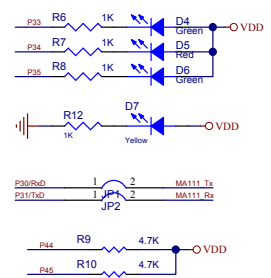 P33 R6 1K D4 Green VDD
P34 R7 1K D5 Red
P35 R8 1K D6 Green
R12 1K D7 Yellow VDD
P30/RxD 1 JP1 2 MA111_Tx
P31/TxD 1 JP2 2 MA111_Rx
P44 R9 4.7K VDD
P45 R10 4.7K